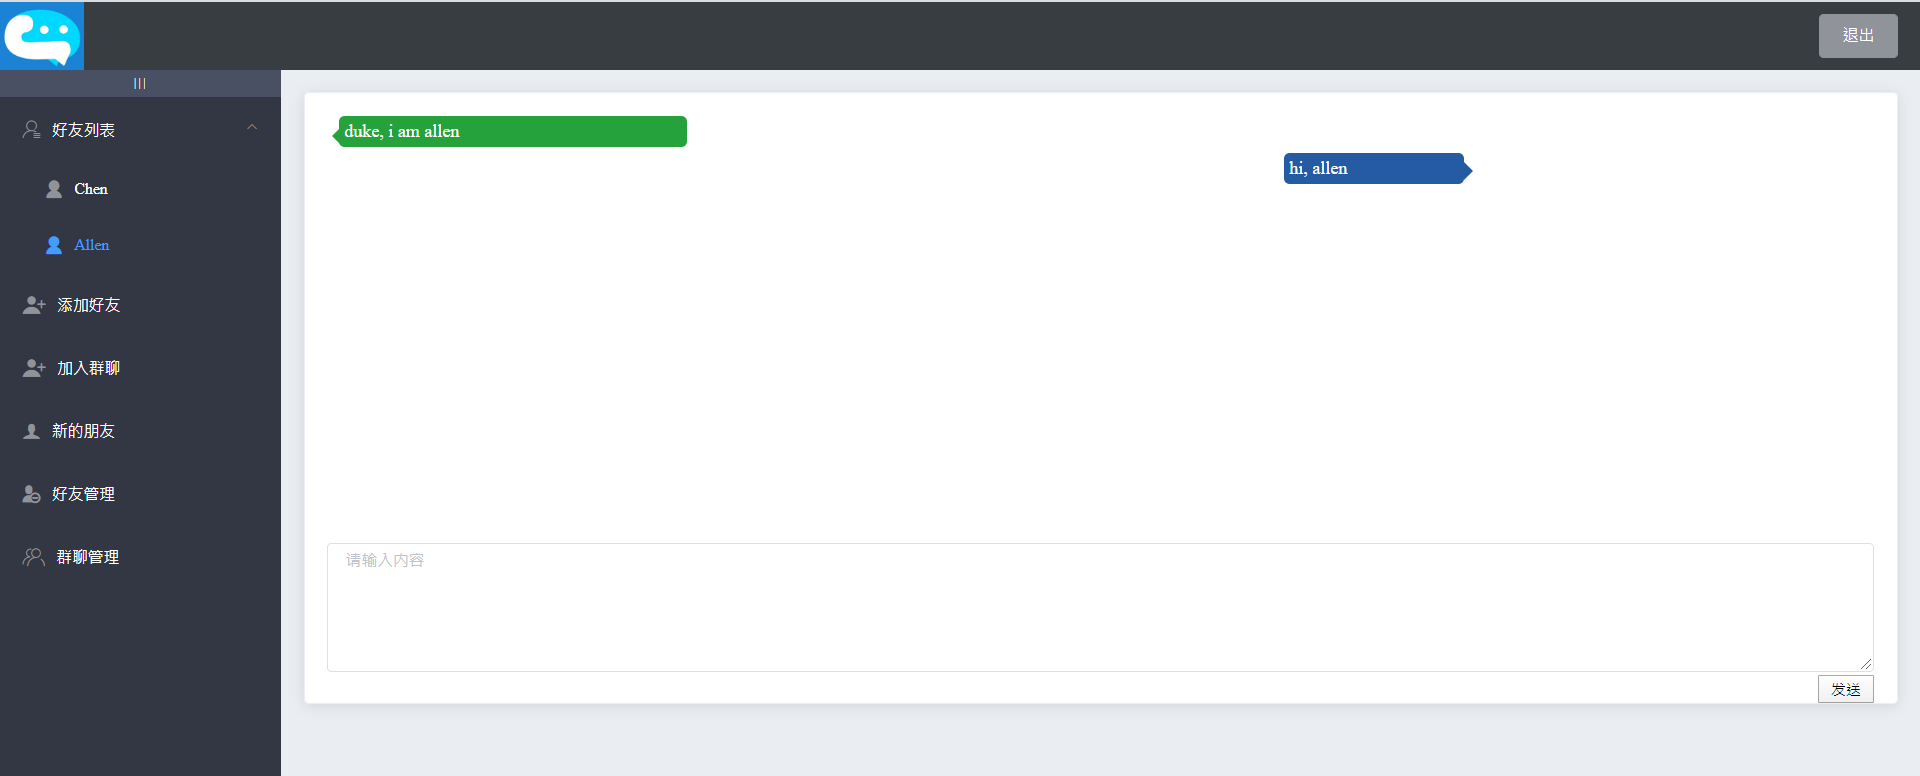 退出
|||
好友列表
Chen
Allen
添加好友
加入群聊
新的朋友
好友管理
群聊管理
duke, i am allen
hi, allen
请输入内容
发送